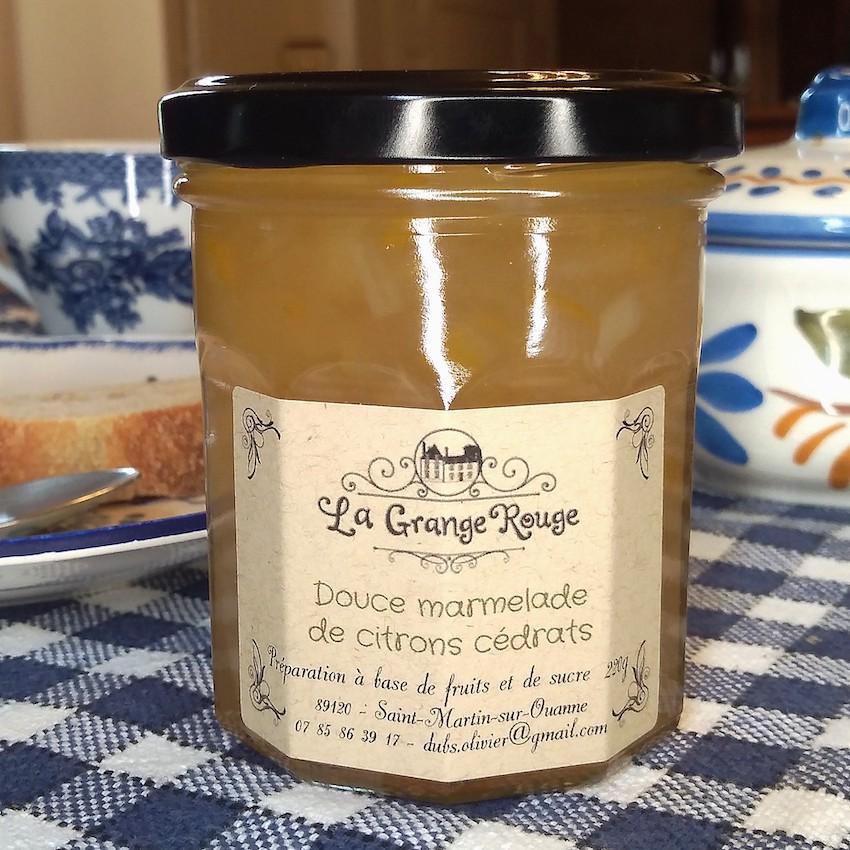 La Grange Rouge
Douce marmelade
de citrons cédrats
Préparation à base de fruits et de sucre 220g
89120 - Saint-Martin-sur-Ouanne
07 85 86 39 17 - dubs.olivier@gmail.com